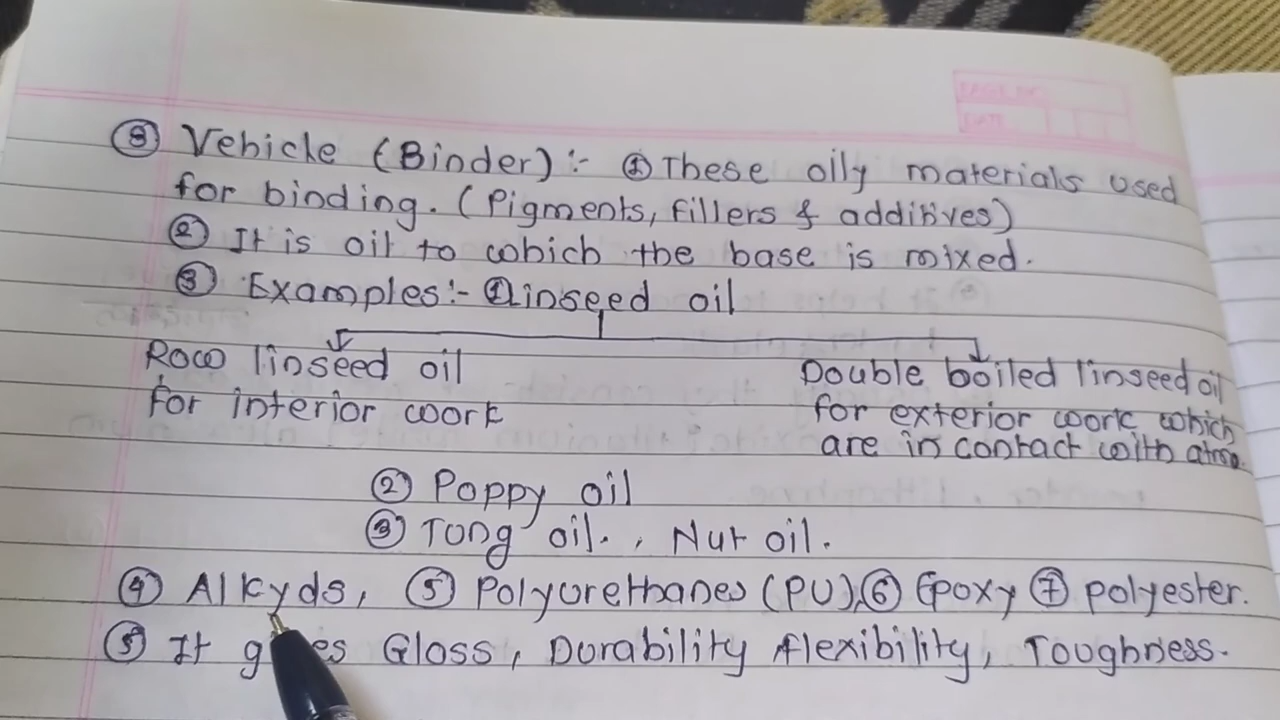 ③ Vehicle (Binder) :- ① These oily materials used
for binding. (Pigments, fillers & additives)
② It is oil to which the base is mixed.
③ Examples :- ① Linseed oil
Raw linseed oil
for interior work
Double boiled linseed oil
for exterior work which
are in contact with atmo.
② Poppy oil
③ Tung oil. , Nut oil.
④ Alkyds, ⑤ Polyurethanes (PU), ⑥ Epoxy ⑦ polyester.
It gives Gloss, Durability flexibility, Toughness.